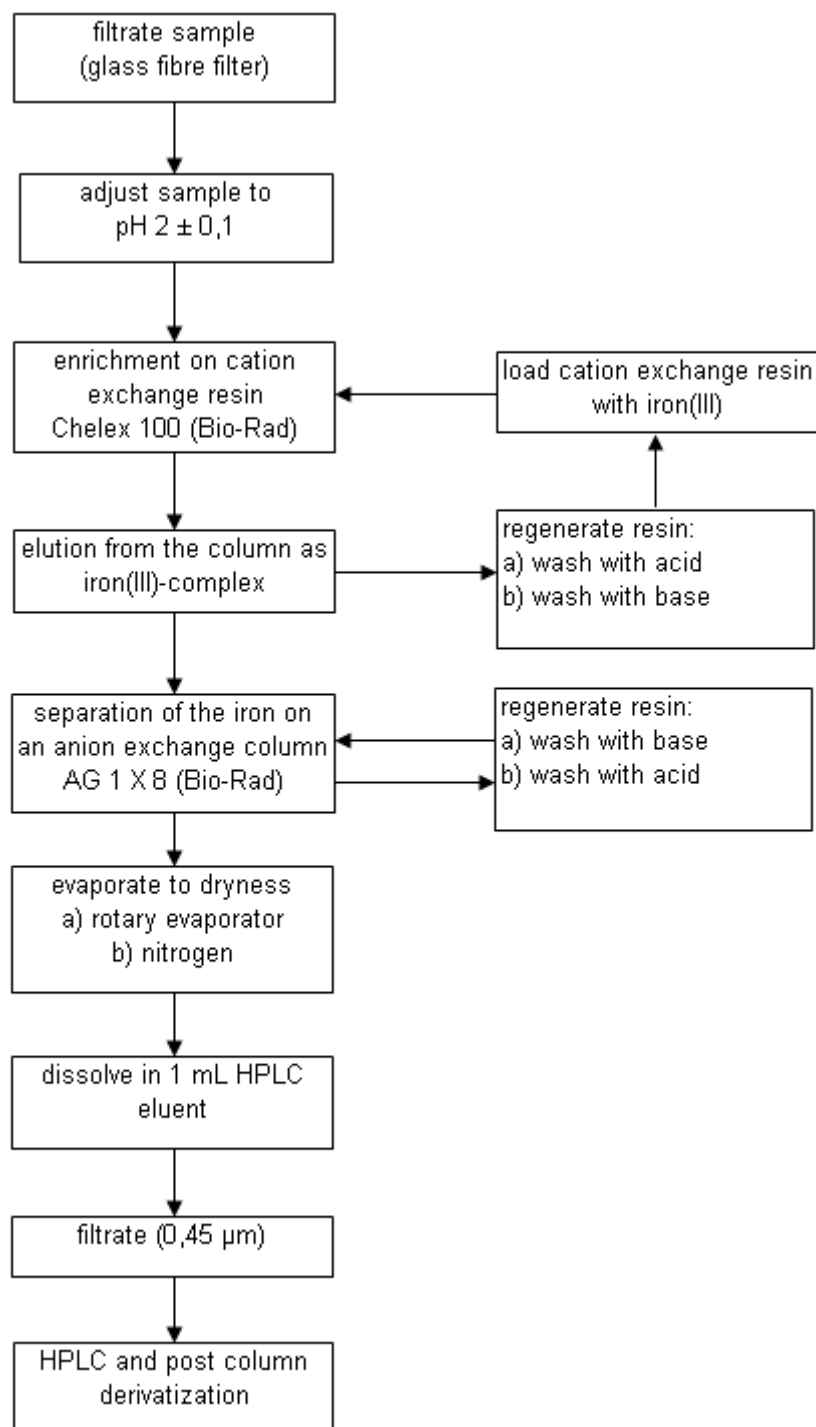 filtrate sample
(glass fibre filter)
adjust sample to
pH 2 ± 0,1
enrichment on cation
exchange resin
Chelex 100 (Bio-Rad)
load cation exchange resin
with iron(III)
elution from the column as
iron(III)-complex
regenerate resin:
a) wash with acid
b) wash with base
separation of the iron on
an anion exchange column
AG 1 X 8 (Bio-Rad)
regenerate resin:
a) wash with base
b) wash with acid
evaporate to dryness
a) rotary evaporator
b) nitrogen
dissolve in 1 mL HPLC
eluent
filtrate (0,45 µm)
HPLC and post column
derivatization